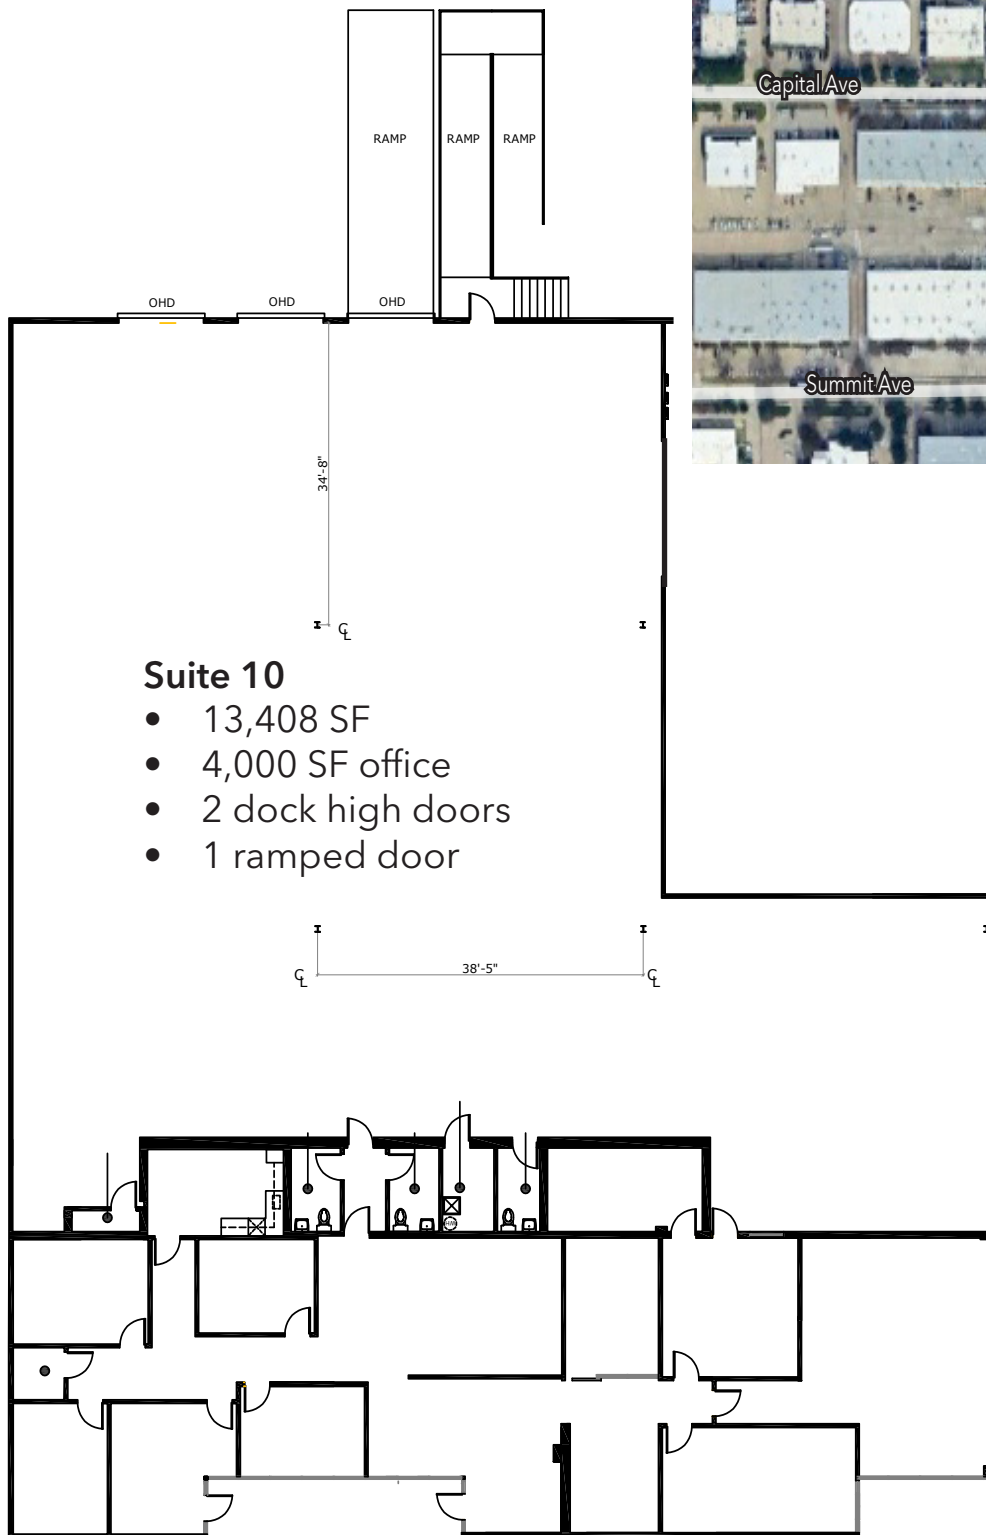 Capital Ave
RAMP
RAMP
RAMP
OHD
OHD
OHD
Summit Ave
34'-8"
℄
Suite 10
• 13,408 SF
• 4,000 SF office
• 2 dock high doors
• 1 ramped door
℄
38'-5"
℄